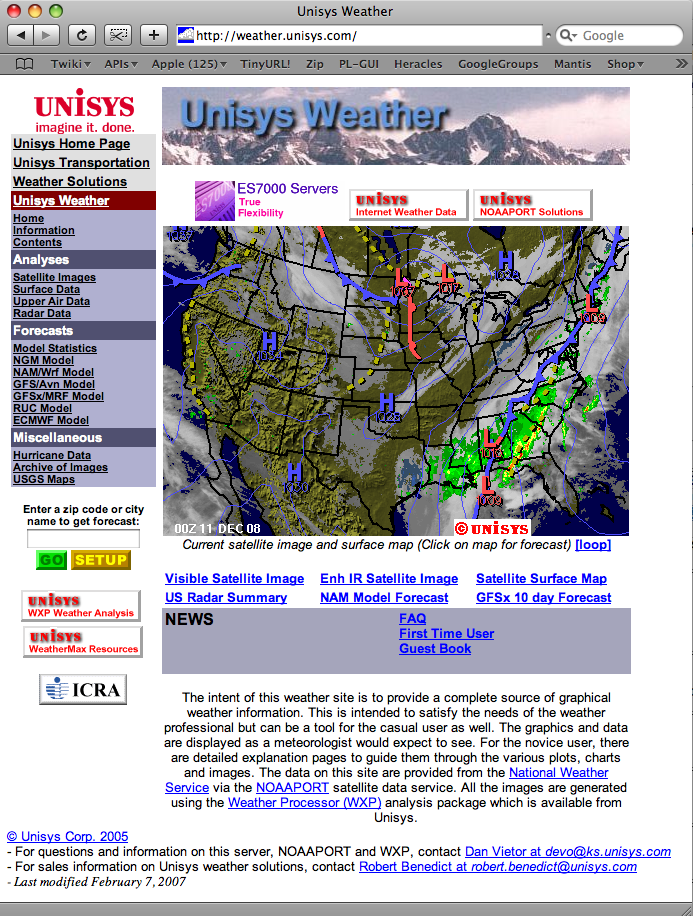 Unisys Weather
http://weather.unisys.com/
Google
Twiki APIs Apple (125) TinyURL! Zip PL-GUI Heracles GoogleGroups Mantis Shop
UNISYS
imagine it. done.
Unisys Home Page
Unisys Transportation
Weather Solutions
Unisys Weather
Home
Information
Contents
Analyses
Satellite Images
Surface Data
Upper Air Data
Radar Data
Forecasts
Model Statistics
NGM Model
NAM/Wrf Model
GFS/Avn Model
GFSx/MRF Model
RUC Model
ECMWF Model
Miscellaneous
Hurricane Data
Archive of Images
USGS Maps
Enter a zip code or city
name to get forecast:
GO SETUP
UNISYS
WXP Weather Analysis
UNISYS
WeatherMax Resources
ICRA
Unisys Weather
ES7000
ES7000 Servers
True
Flexibility
UNISYS
Internet Weather Data
UNISYS
NOAAPORT Solutions
H
L
L
L
1009
H
H
1023
L
1010
H
L
1009
00Z 11 DEC 08
© UNISYS
Current satellite image and surface map (Click on map for forecast) [loop]
Visible Satellite Image Enh IR Satellite Image Satellite Surface Map
US Radar Summary NAM Model Forecast GFSx 10 day Forecast
NEWS
FAQ
First Time User
Guest Book
The intent of this weather site is to provide a complete source of graphical
weather information. This is intended to satisfy the needs of the weather
professional but can be a tool for the casual user as well. The graphics and data
are displayed as a meteorologist would expect to see. For the novice user, there
are detailed explanation pages to guide them through the various plots, charts
and images. The data on this site are provided from the National Weather
Service via the NOAAPORT satellite data service. All the images are generated
using the Weather Processor (WXP) analysis package which is available from
Unisys.
© Unisys Corp. 2005
- For questions and information on this server, NOAAPORT and WXP, contact Dan Vietor at devo@ks.unisys.com
- For sales information on Unisys weather solutions, contact Robert Benedict at robert.benedict@unisys.com
- Last modified February 7, 2007